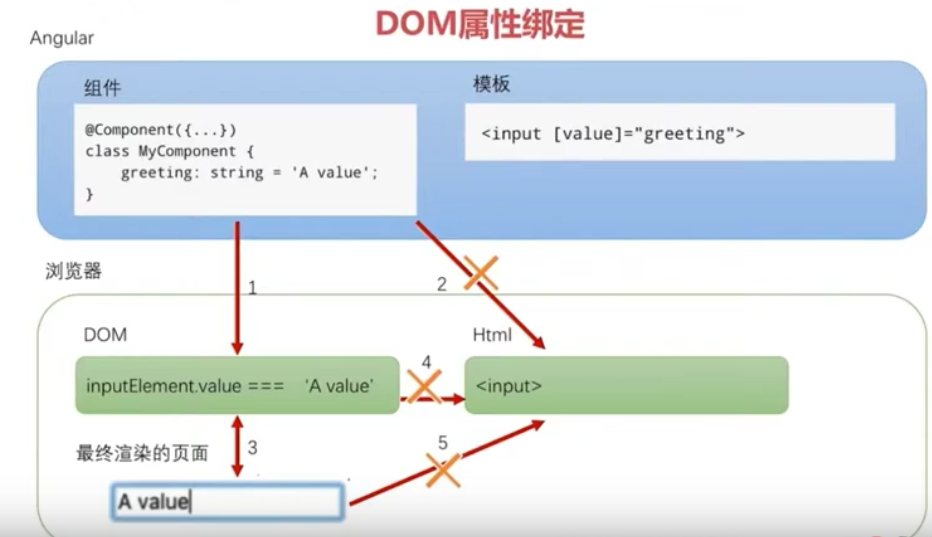 DOM属性绑定
Angular
组件
模板
@Component({...})
class MyComponent {
    greeting: string = 'A value';
}
<input [value]="greeting">
浏览器
1
2
DOM
Html
inputElement.value === 'A value'
4
<input>
最终渲染的页面
3
5
A value